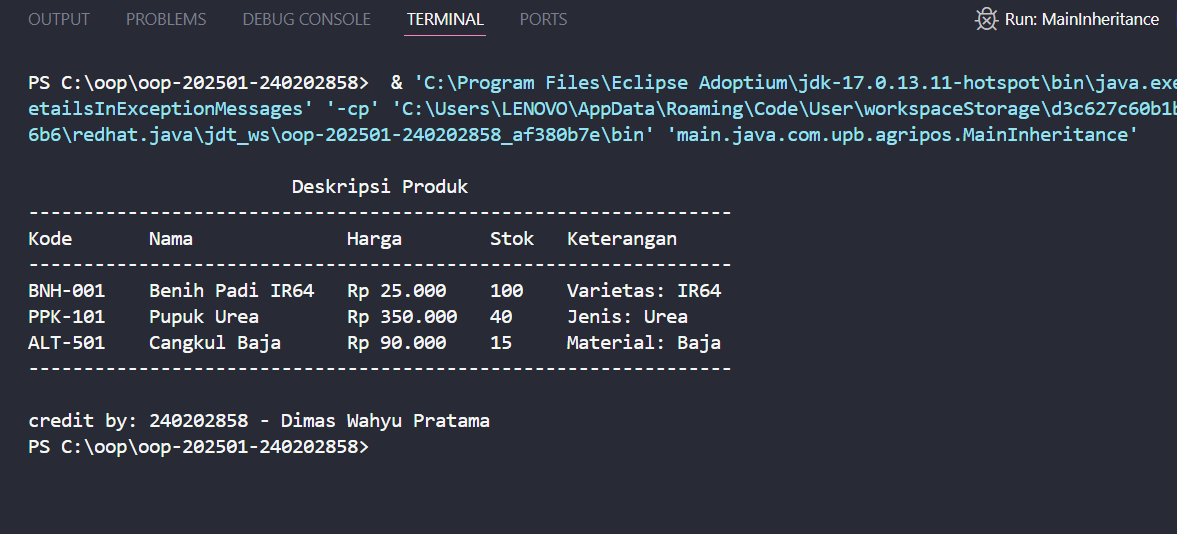 OUTPUT PROBLEMS DEBUG CONSOLE TERMINAL PORTS Run: MainInheritance
PS C:\oop\oop-202501-240202858> & 'C:\Program Files\Eclipse Adoptium\jdk-17.0.13.11-hotspot\bin\java.exe
etailsInExceptionMessages' '-cp' 'C:\Users\LENOVO\AppData\Roaming\Code\User\workspaceStorage\d3c627c60b1b
6b6\redhat.java\jdt_ws\oop-202501-240202858_af380b7e\bin' 'main.java.com.upb.agripos.MainInheritance'
Deskripsi Produk
----------------------------------------------------------------
Kode Nama Harga Stok Keterangan
----------------------------------------------------------------
BNH-001 Benih Padi IR64 Rp 25.000 100 Varietas: IR64
PPK-101 Pupuk Urea Rp 350.000 40 Jenis: Urea
ALT-501 Cangkul Baja Rp 90.000 15 Material: Baja
----------------------------------------------------------------
credit by: 240202858 - Dimas Wahyu Pratama
PS C:\oop\oop-202501-240202858>